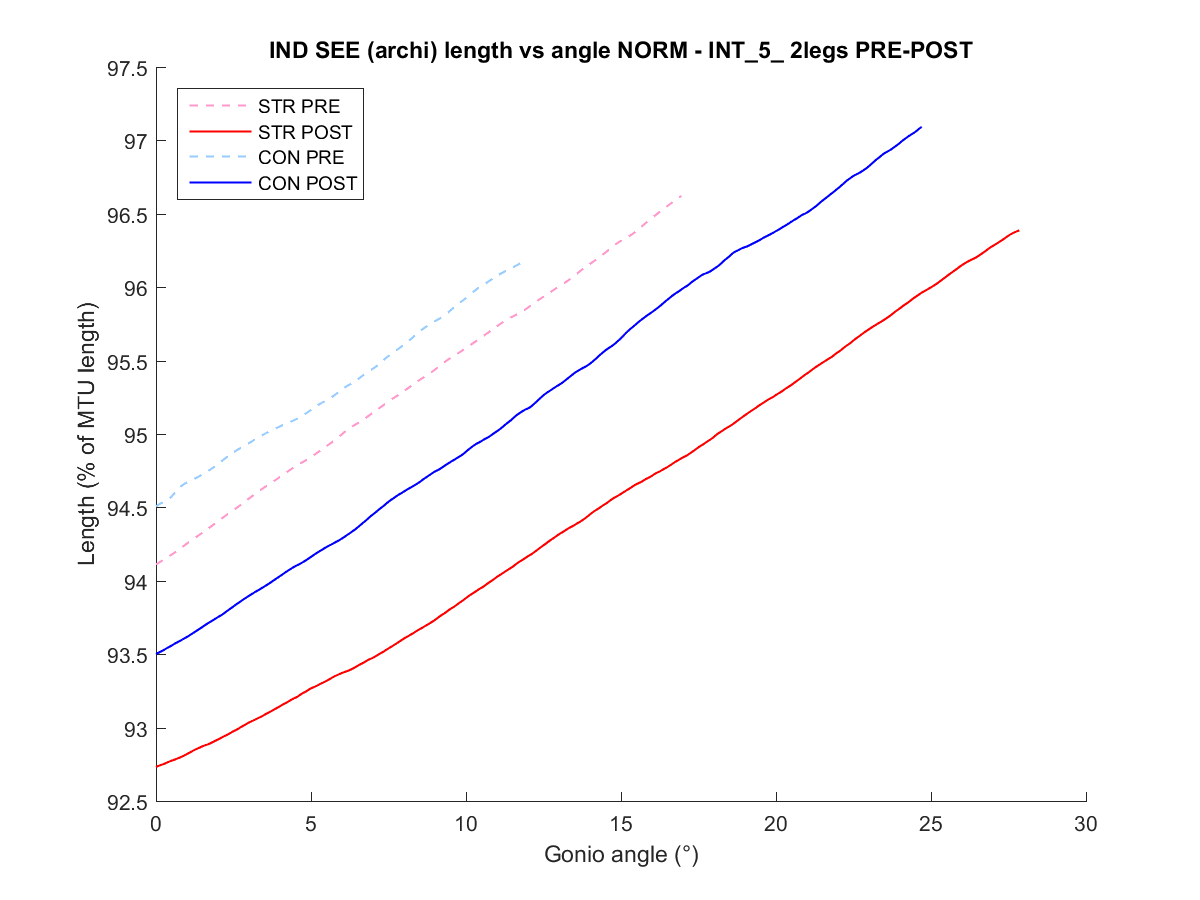 IND SEE (archi) length vs angle NORM - INT_5_ 2legs PRE-POST
97.5
97
96.5
96
95.5
95
94.5
94
93.5
93
92.5
Length (% of MTU length)
STR PRE
STR POST
CON PRE
CON POST
0 5 10 15 20 25 30
Gonio angle (°)